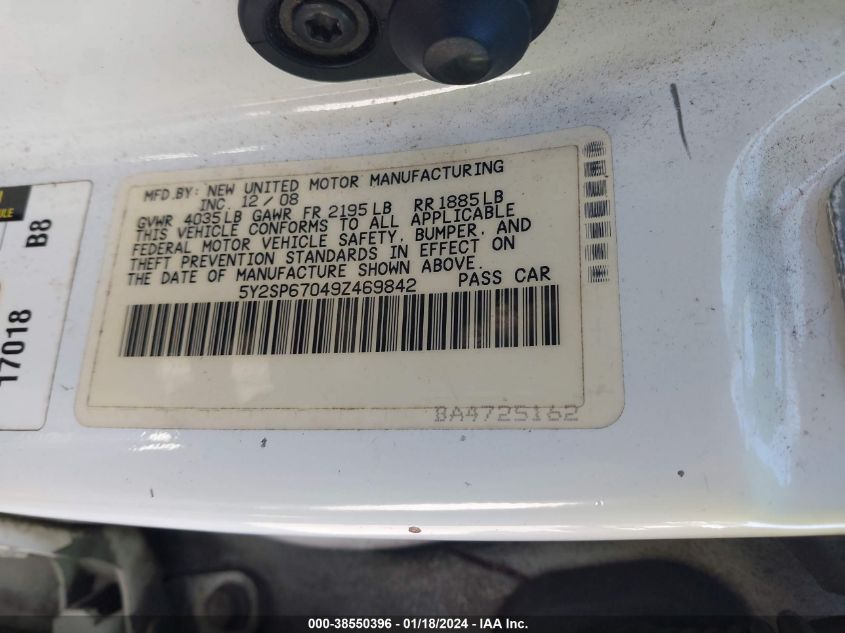 MFD.BY: NEW UNITED MOTOR MANUFACTURING
INC. 12/08
GVWR 4035LB GAWR FR 2195LB RR 1885LB
THIS VEHICLE CONFORMS TO ALL APPLICABLE
FEDERAL MOTOR VEHICLE SAFETY, BUMPER, AND
THEFT PREVENTION STANDARDS IN EFFECT ON
THE DATE OF MANUFACTURE SHOWN ABOVE.
5Y2SP67049Z469842 PASS CAR
BA4725162
17018 B8
000-38550396 - 01/18/2024 - IAA Inc.